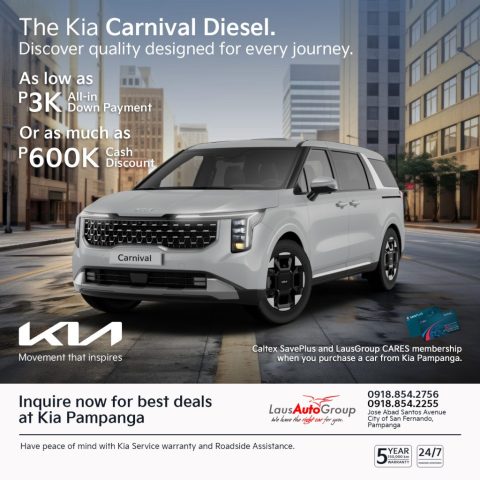 The Kia Carnival Diesel.
Discover quality designed for every journey.
As low as
₱3K All-in
Down Payment
Or as much as
₱600K Cash
Discount
Carnival
KIA
Movement that inspires
Caltex SavePlus and LausGroup CARES membership
when you purchase a car from Kia Pampanga.
Inquire now for best deals
at Kia Pampanga
LausAutoGroup
We leave the right car for you.
0918.854.2756
0918.854.2255
Jose Abad Santos Avenue
City of San Fernando,
Pampanga
Have peace of mind with Kia Service warranty and Roadside Assistance.
5 YEAR
WARRANTY
24/7